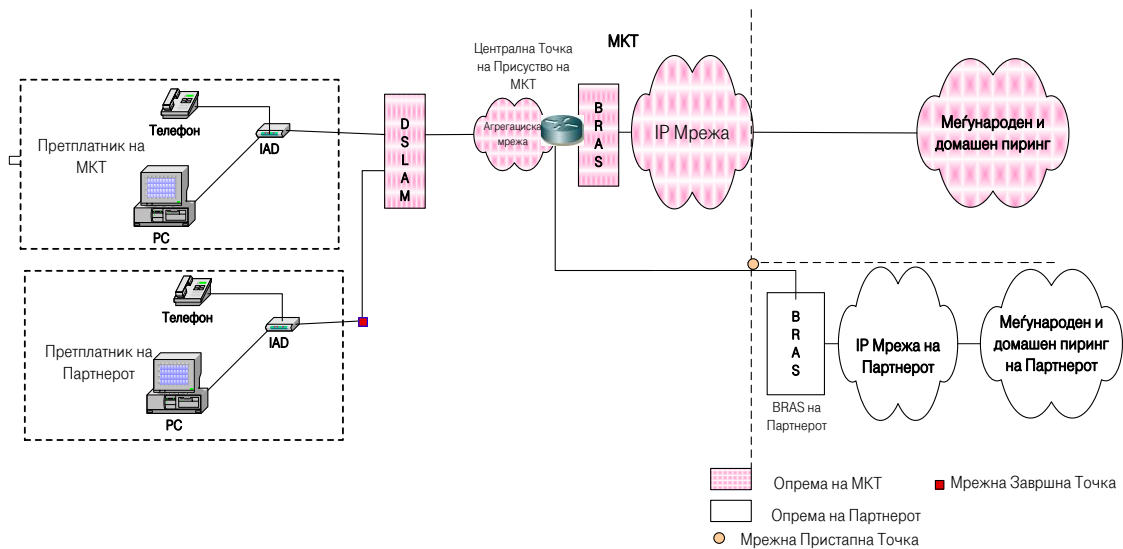 Централна Точка
на Присуство на
МКТ
МКТ
Телефон
IAD
Претплатник на
МКТ
PC
D
S
L
A
M
Агрегациска
мрежа
B
R
A
S
IP Мрежа
Меѓународен и
домашен пиринг
Телефон
IAD
Претплатник на
Партнерот
PC
B
R
A
S
BRAS на
Партнерот
IP Мрежа на
Партнерот
Меѓународен и
домашен пиринг
на Партнерот
Опрема на МКТ
Мрежна Завршна Точка
Опрема на Партнерот
Мрежна Пристапна Точка